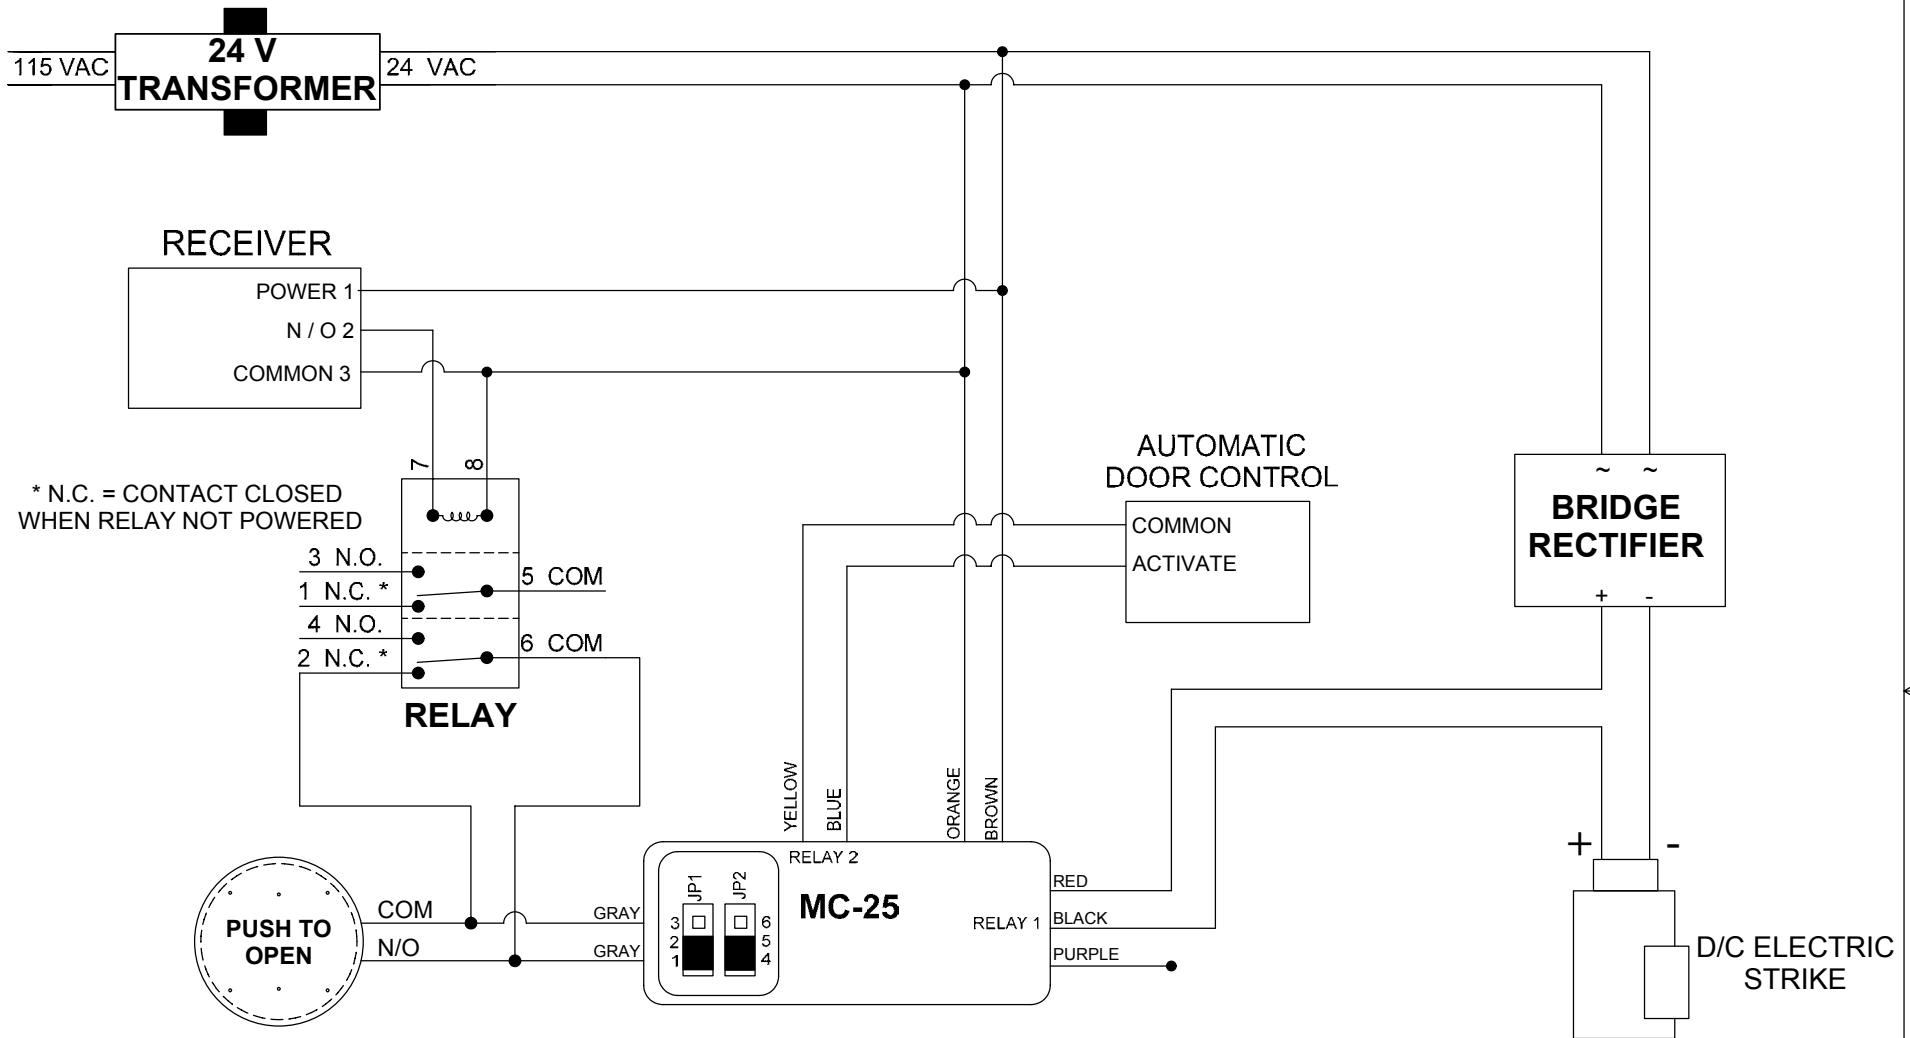 24 V
TRANSFORMER
115 VAC
24 VAC
RECEIVER
POWER 1
N / O 2
COMMON 3
7
8
* N.C. = CONTACT CLOSED
WHEN RELAY NOT POWERED
3 N.O.
1 N.C. *
4 N.O.
2 N.C. *
5 COM
6 COM
RELAY
AUTOMATIC
DOOR CONTROL
COMMON
ACTIVATE
~ ~
BRIDGE
RECTIFIER
+ -
YELLOW
BLUE
ORANGE
BROWN
RELAY 2
JP1
JP2
3
2
1
6
5
4
MC-25
RELAY 1
RED
BLACK
PURPLE
PUSH TO
OPEN
COM
N/O
GRAY
GRAY
+ -
D/C ELECTRIC
STRIKE